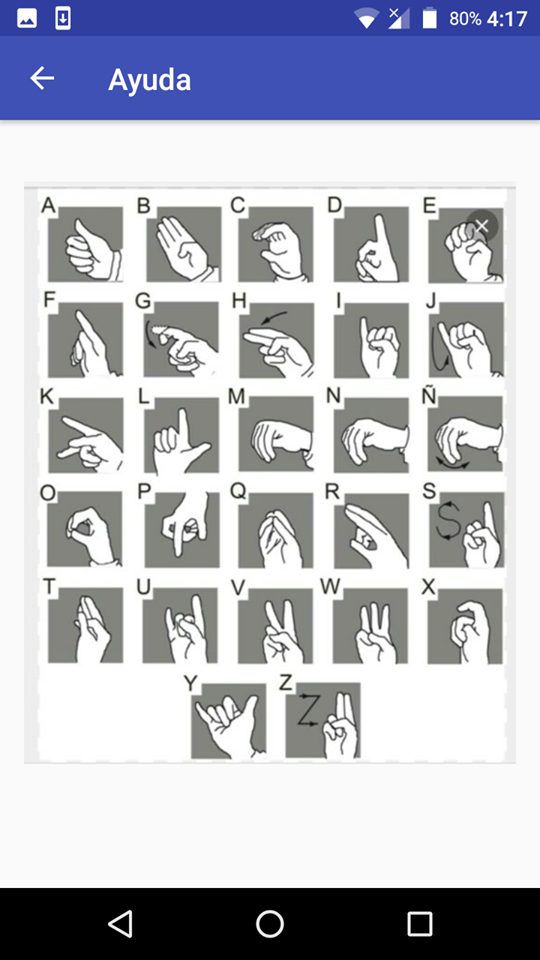 80% 4:17
Ayuda
A B C D E
F G H I J
K L M N Ñ
O P Q R S
T U V W X
Y Z